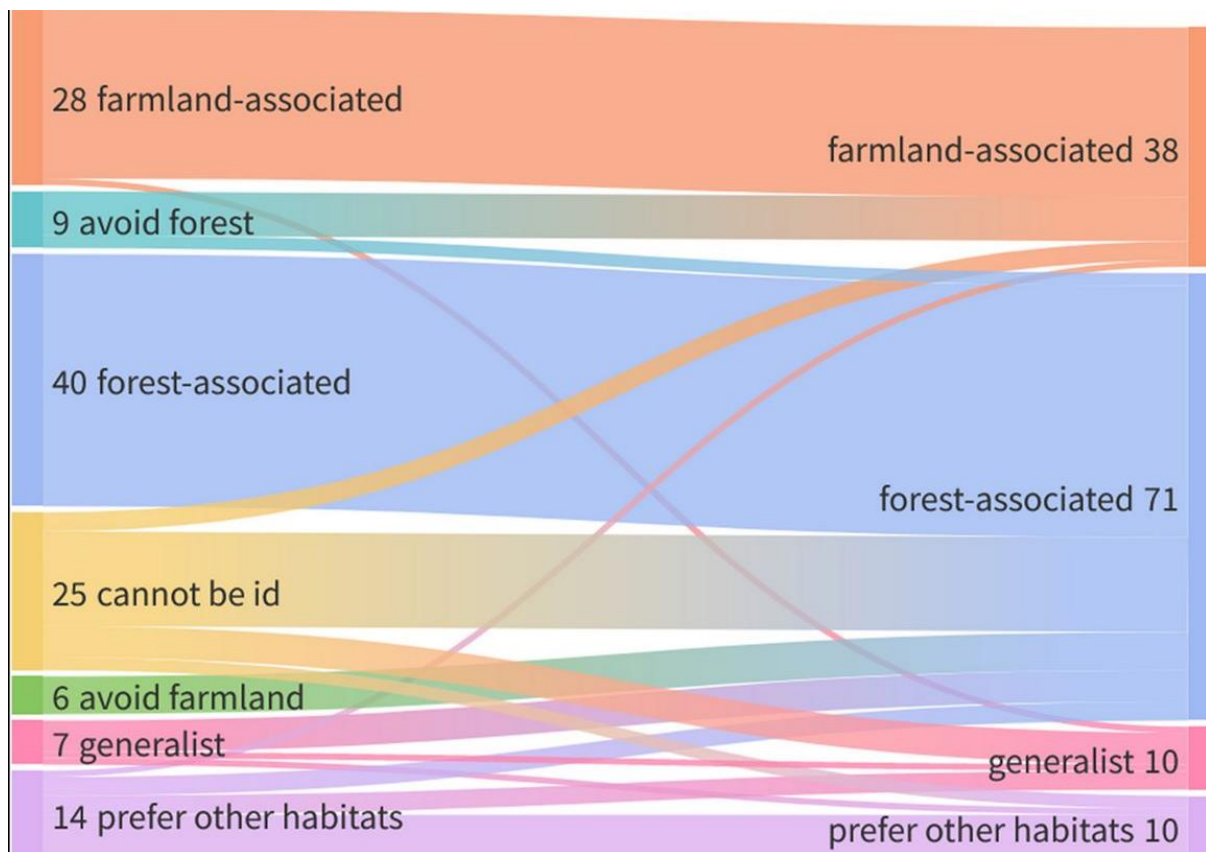 28 farmland-associated
farmland-associated 38
9 avoid forest
40 forest-associated
forest-associated 71
25 cannot be id
6 avoid farmland
7 generalist
generalist 10
14 prefer other habitats
prefer other habitats 10